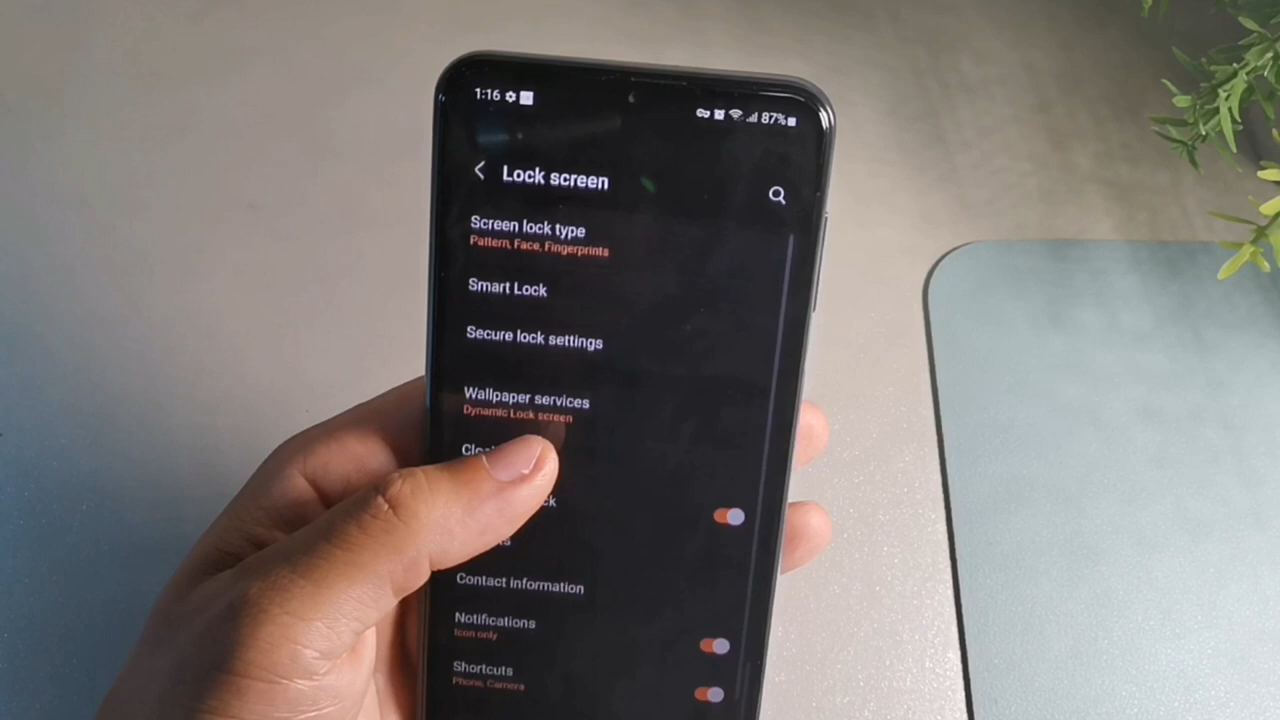 1:16
87%
Lock screen
Screen lock type
Pattern, Face, Fingerprints
Smart Lock
Secure lock settings
Wallpaper services
Dynamic Lock screen
Contact information
Notifications
Icon only
Shortcuts
Phone, Camera